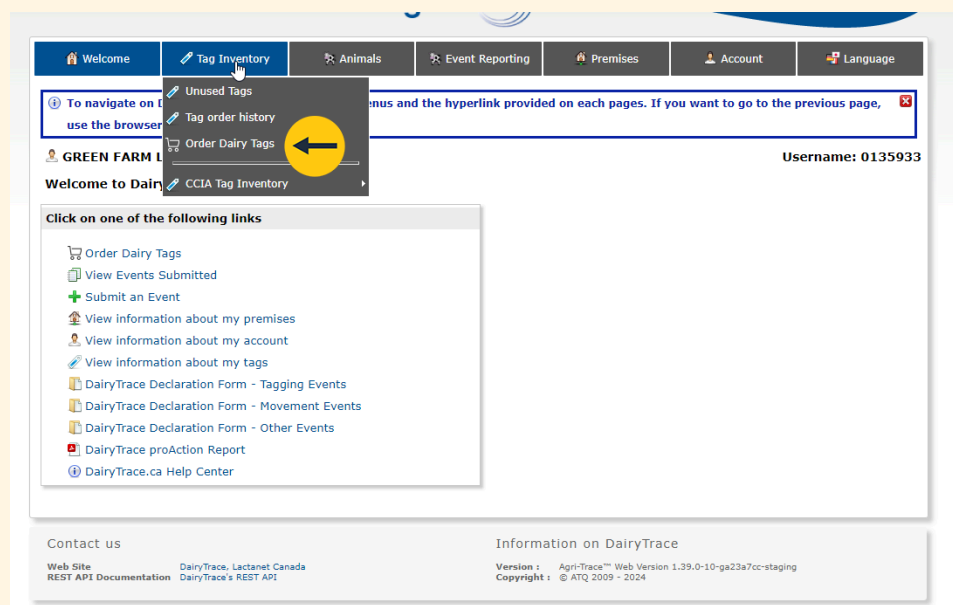 Welcome
Tag Inventory
Animals
Event Reporting
Premises
Account
Language
Unused Tags
Tag order history
Order Dairy Tags
CCIA Tag Inventory
To navigate on
enus and the hyperlink provided on each pages. If you want to go to the previous page,
use the browser
GREEN FARM L
Username: 0135933
Welcome to Dairy
Click on one of the following links
Order Dairy Tags
View Events Submitted
Submit an Event
View information about my premises
View information about my account
View information about my tags
DairyTrace Declaration Form - Tagging Events
DairyTrace Declaration Form - Movement Events
DairyTrace Declaration Form - Other Events
DairyTrace proAction Report
DairyTrace.ca Help Center
Contact us
Web Site DairyTrace, Lactanet Canada
REST API Documentation DairyTrace's REST API
Information on DairyTrace
Version : Agri-Trace™ Web Version 1.39.0-10-ga23a7cc-staging
Copyright : © ATQ 2009 - 2024